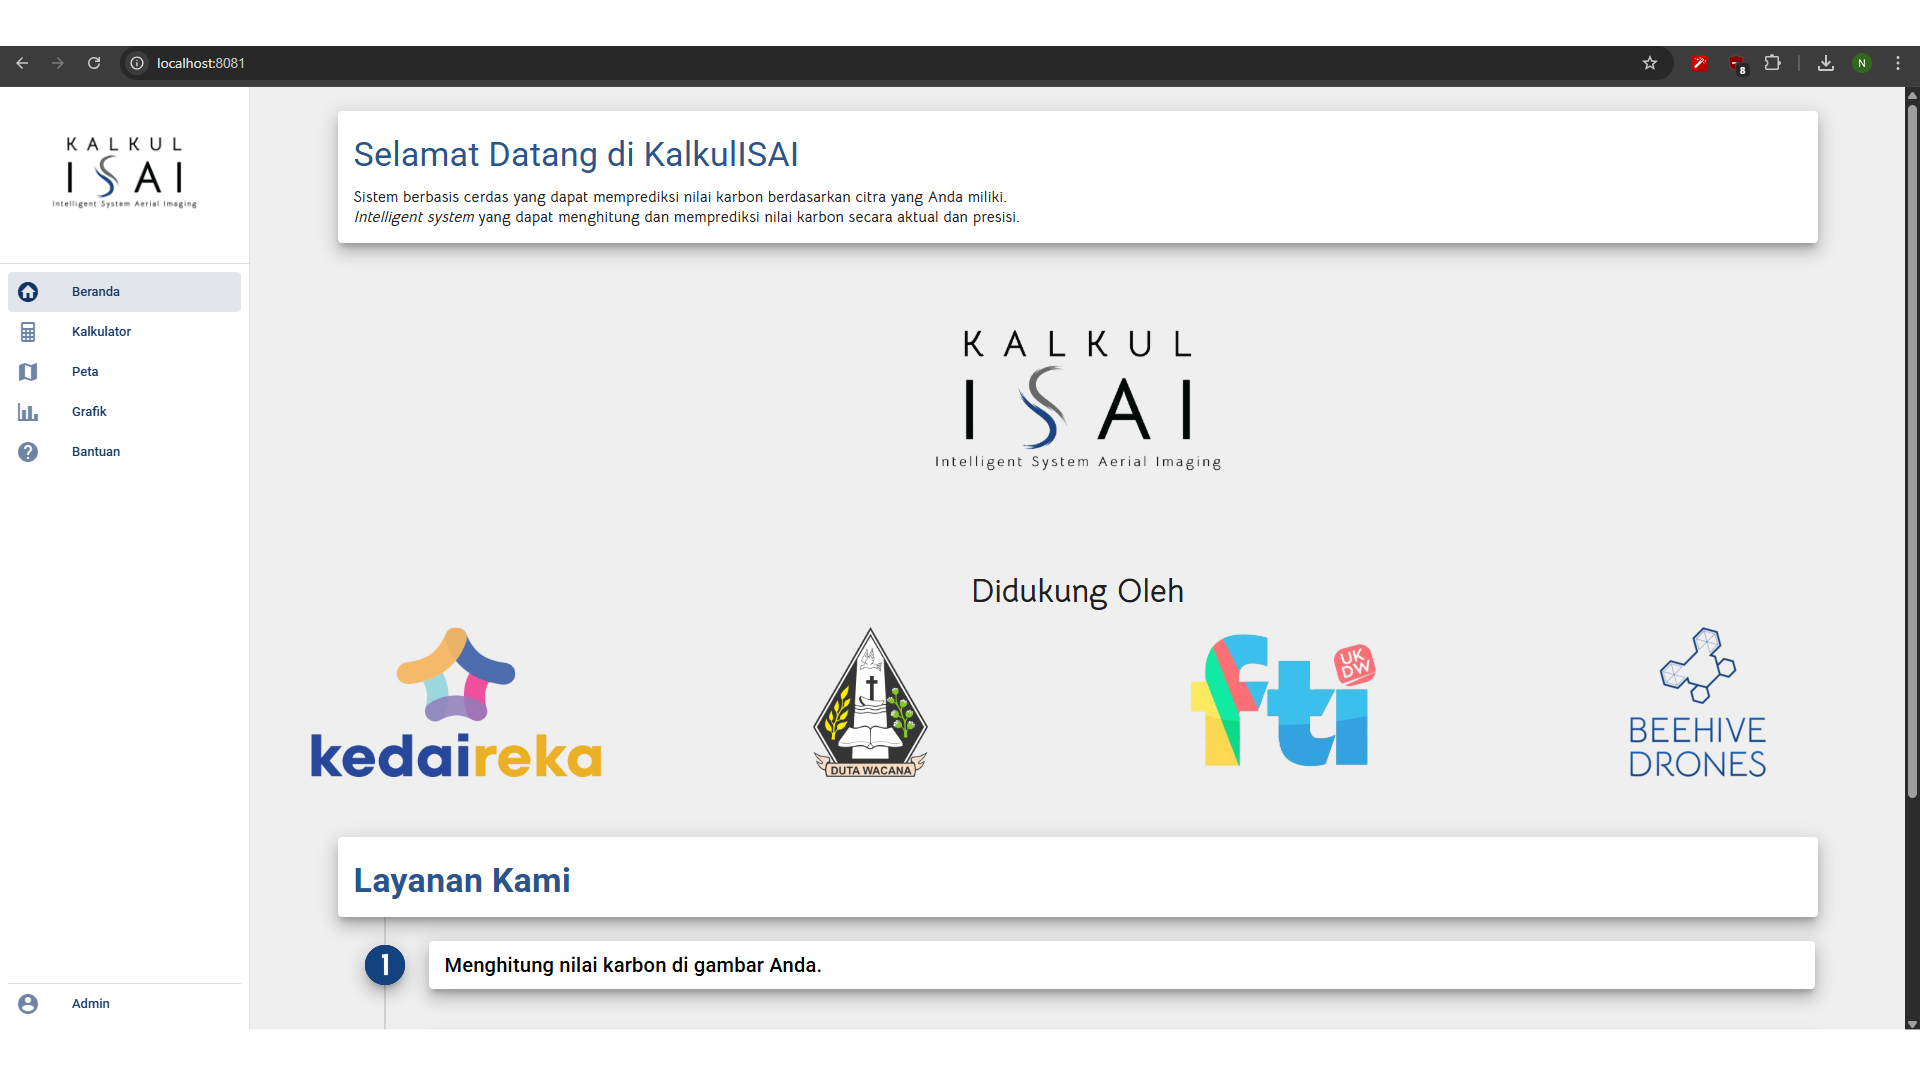 localhost:8081
8
N
KALKUL
ISAI
Intelligent System Aerial Imaging
Beranda
Kalkulator
Peta
Grafik
Bantuan
Admin
Selamat Datang di KalkulISAI
Sistem berbasis cerdas yang dapat memprediksi nilai karbon berdasarkan citra yang Anda miliki.
Intelligent system yang dapat menghitung dan memprediksi nilai karbon secara aktual dan presisi.
KALKUL
ISAI
Intelligent System Aerial Imaging
Didukung Oleh
kedaireka
DUTA WACANA
fti
UK
DW
BEEHIVE
DRONES
Layanan Kami
1
Menghitung nilai karbon di gambar Anda.